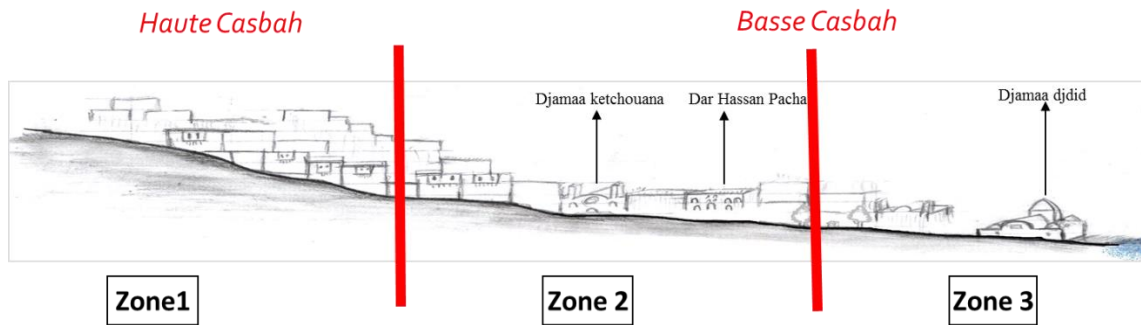 Haute Casbah
Basse Casbah
Djamaa ketchouana
Dar Hassan Pacha
Djamaa djdid
Zone1
Zone 2
Zone 3